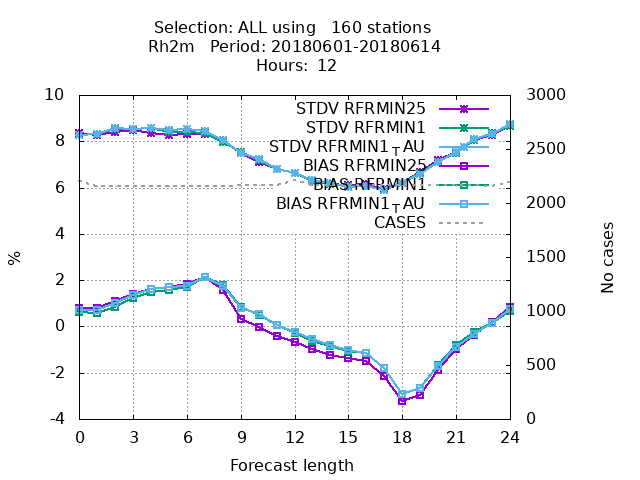 Selection: ALL using   160 stations
Rh2m   Period: 20180601-20180614
Hours:  12
10
8
6
4
2
0
-2
-4
%
3000
2500
2000
1500
1000
500
0
No cases
STDV RFRMIN25
STDV RFRMIN1
STDV RFRMIN1TAU
BIAS RFRMIN25
BIAS RFRMIN1
BIAS RFRMIN1TAU
CASES
0 3 6 9 12 15 18 21 24
Forecast length